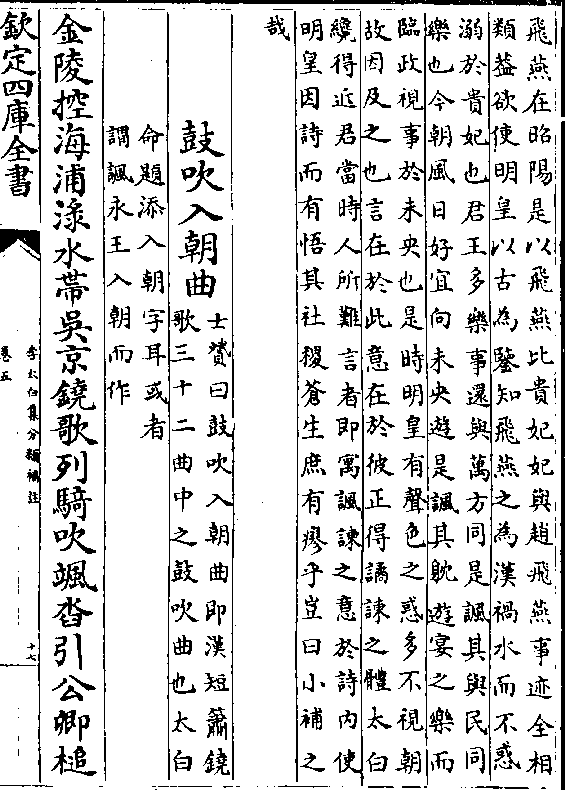 飛燕在昭陽是以飛燕比貴妃妃與趙飛燕事迹全相
類葢欲使明皇以古為鑒知飛燕之為漢禍水而不惑
溺於貴妃也君王多樂事還與萬方同是諷其與民同
樂也今朝風日好宜向未央遊是諷其躭遊宴之樂而
臨政視事於未央也是時明皇有聲色之惑多不視朝
故因及之也言在於此意在於彼正得譎諫之體太白
纔得近君當時人所難言者即寓諷諫之意於詩內使
明皇因詩而有悟其社稷蒼生庶有瘳乎豈曰小補之
哉
鼓吹入朝曲
士贇曰鼓吹入朝曲即漢短簫鐃
歌三十二曲中之鼓吹曲也太白
命題添入朝字耳或者
謂諷永王入朝而作
金陵控海浦淥水帶吳京鐃歌列騎吹颯沓引公卿槌
欽定四庫全書
李太白集分類補註
卷五
十七